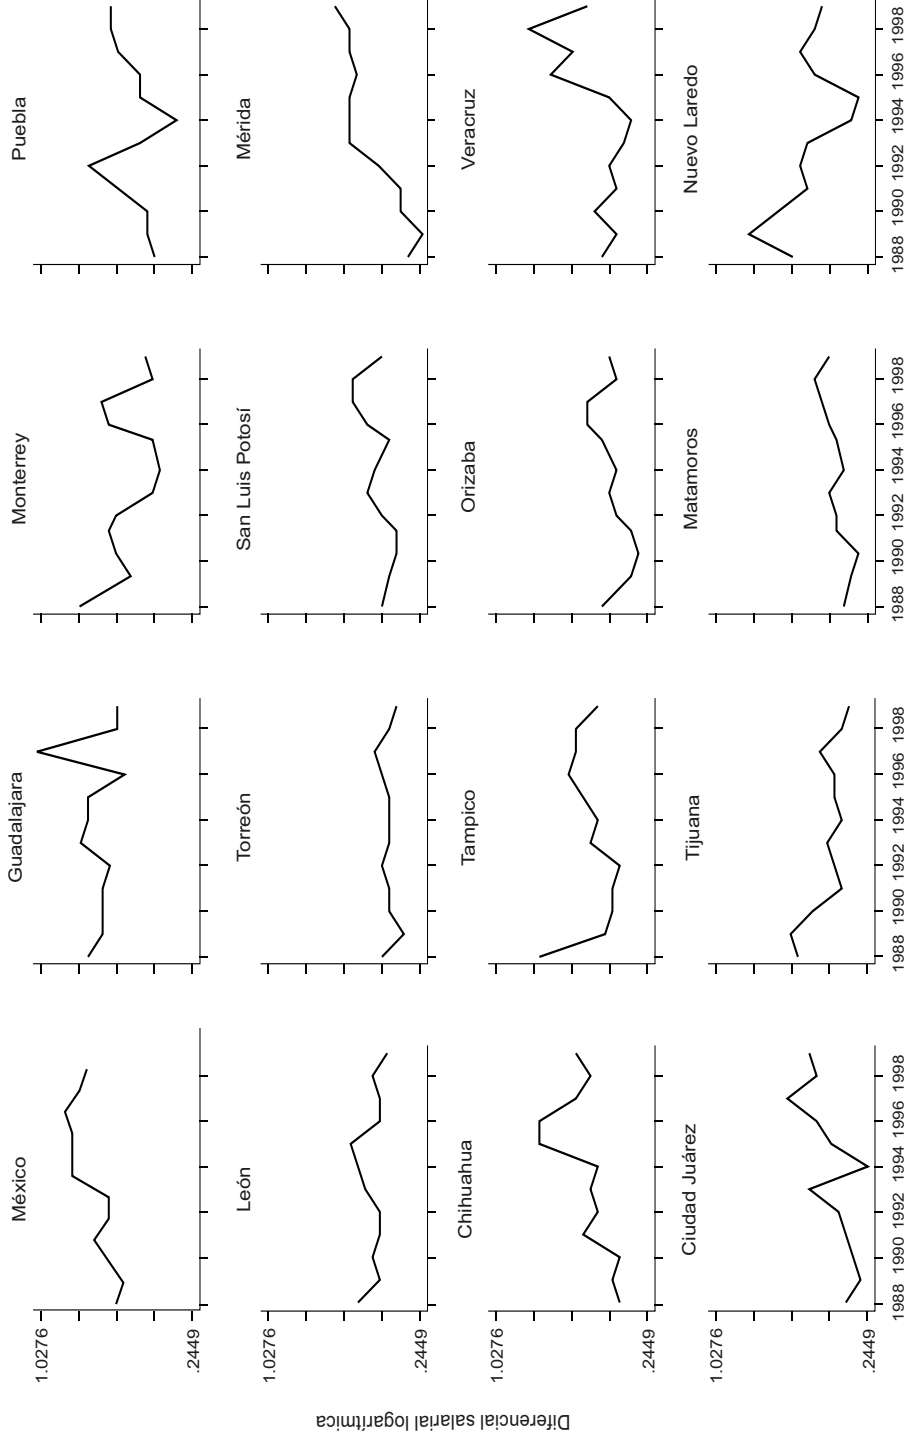 México
Guadalajara
Monterrey
Puebla
1.0276
.2449
León
Torreón
San Luis Potosí
Mérida
1.0276
.2449
Chihuahua
Tampico
Orizaba
Veracruz
1.0276
.2449
Ciudad Juárez
Tijuana
Matamoros
Nuevo Laredo
1.0276
.2449
1988 1990 1992 1994 1996 1998
1988 1990 1992 1994 1996 1998
1988 1990 1992 1994 1996 1998
1988 1990 1992 1994 1996 1998
Diferencial salarial logarítmica